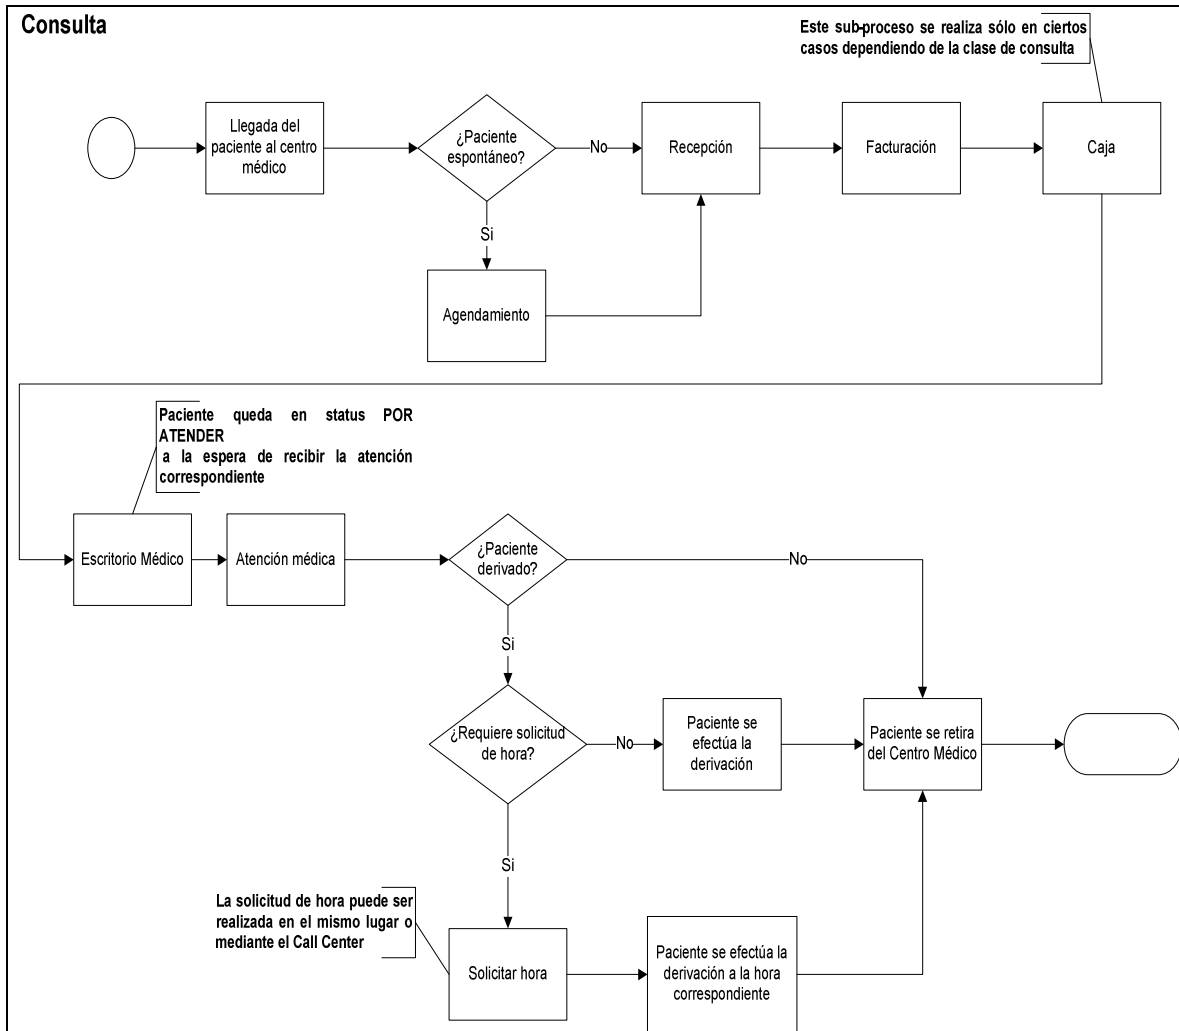 Consulta
Este sub-proceso se realiza sólo en ciertos
casos dependiendo de la clase de consulta
Llegada del
paciente al centro
médico
¿Paciente
espontáneo?
No
Recepción
Facturación
Caja
Si
Agendamiento
Paciente queda en status POR
ATENDER
a la espera de recibir la atención
correspondiente
Escritorio Médico
Atención médica
¿Paciente
derivado?
No
Si
¿Requiere solicitud
de hora?
No
Paciente se
efectúa la
derivación
Paciente se retira
del Centro Médico
Si
La solicitud de hora puede ser
realizada en el mismo lugar o
mediante el Call Center
Solicitar hora
Paciente se efectúa la
derivación a la hora
correspondiente